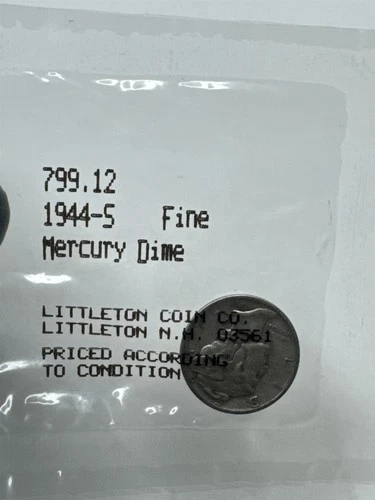 799.12
1944-S Fine
Mercury Dime
LITTLETON COIN CO.
LITTLETON N.H. 03561
PRICED ACCORDING
TO CONDITION